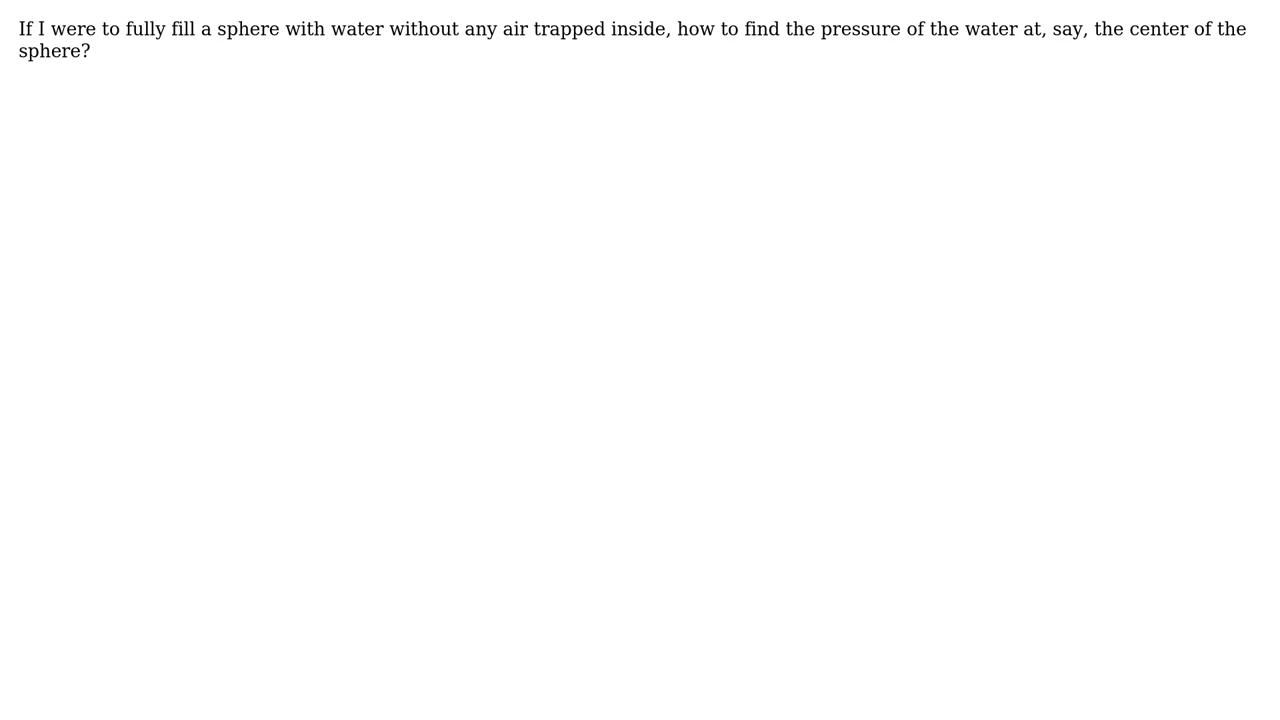 If I were to fully fill a sphere with water without any air trapped inside, how to find the pressure of the water at, say, the center of the
sphere?